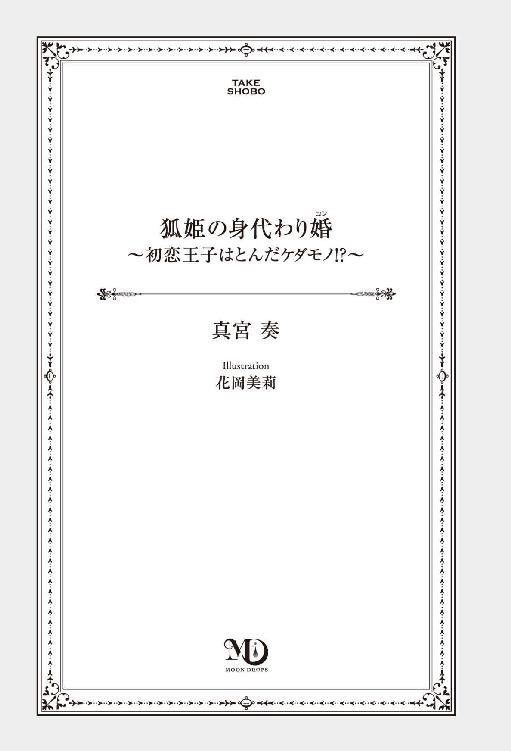 TAKE
SHOBO
コン
狐姫の身代わり婚
～初恋王子はとんだケダモノ!?～
真宮 奏
Illustration
花岡美莉
MD
MOON DROPS